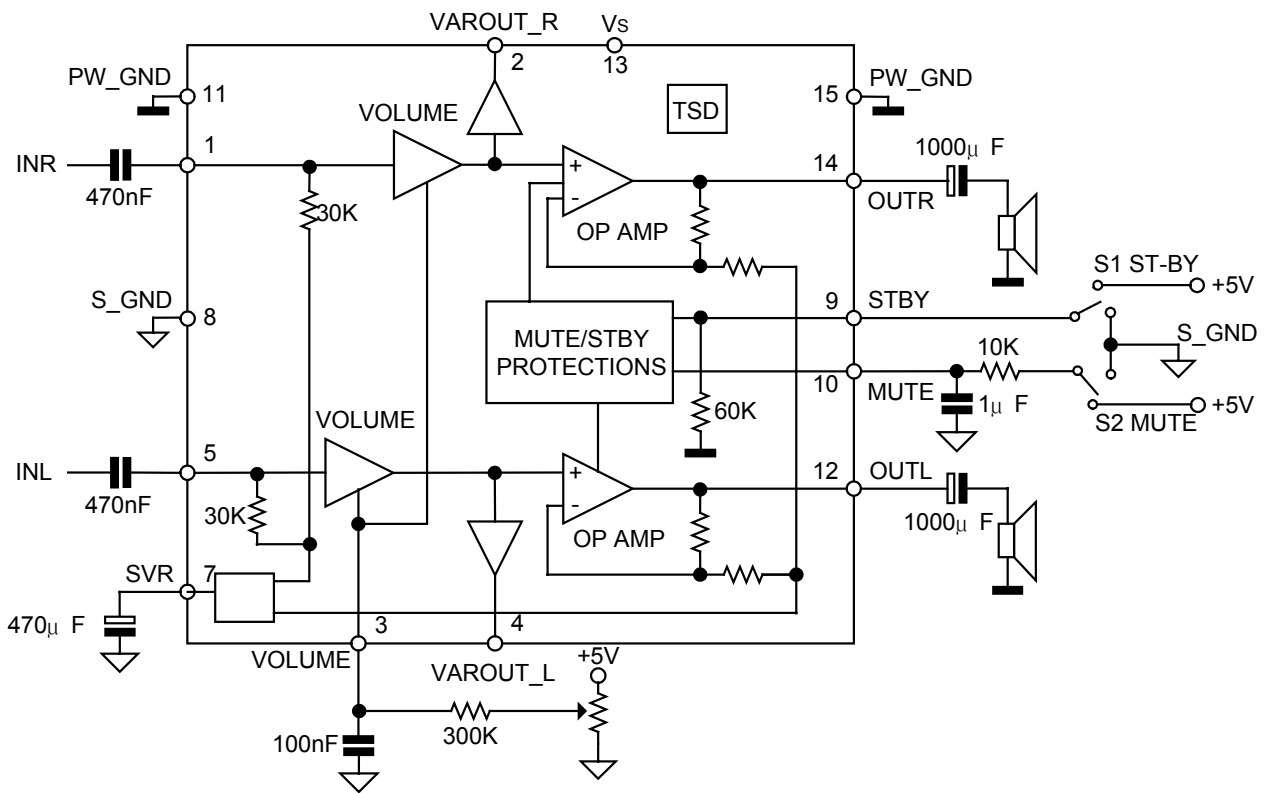 VAROUT_R
VS
2
13
PW_GND
11
TSD
15
PW_GND
VOLUME
1000μ F
INR
1
470nF
30K
+
-
OP AMP
14
OUTR
S1 ST-BY
+5V
S_GND
8
MUTE/STBY
PROTECTIONS
9
STBY
S_GND
10K
10
MUTE
1μ F
60K
+5V
S2 MUTE
VOLUME
INL
5
470nF
30K
+
-
OP AMP
12
OUTL
1000μ F
SVR
7
470μ F
3
4
VOLUME
VAROUT_L
+5V
300K
100nF